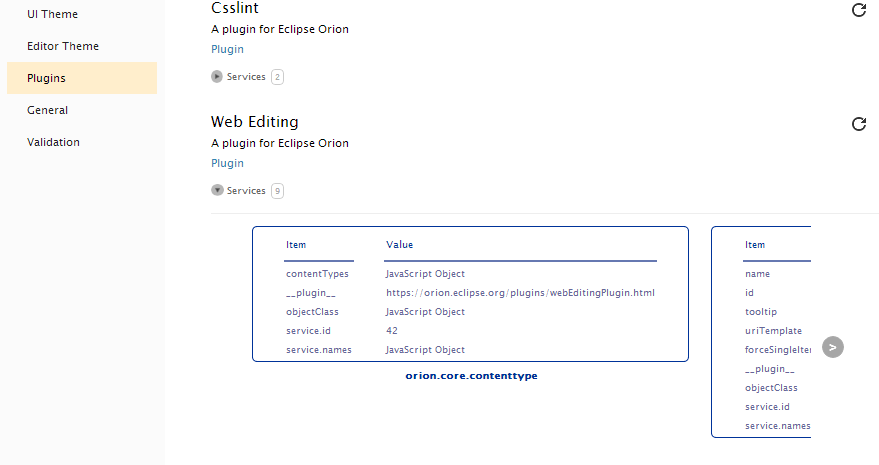 UI Theme
Editor Theme
Plugins
General
Validation
Csslint
A plugin for Eclipse Orion
Plugin
Services 2
Web Editing
A plugin for Eclipse Orion
Plugin
Services 9
Item Value
contentTypes JavaScript Object
__plugin__ https://orion.eclipse.org/plugins/webEditingPlugin.html
objectClass JavaScript Object
service.id 42
service.names JavaScript Object
orion.core.contenttype
Item
name
id
tooltip
uriTemplate
forceSingleIte
__plugin__
objectClass
service.id
service.names
>